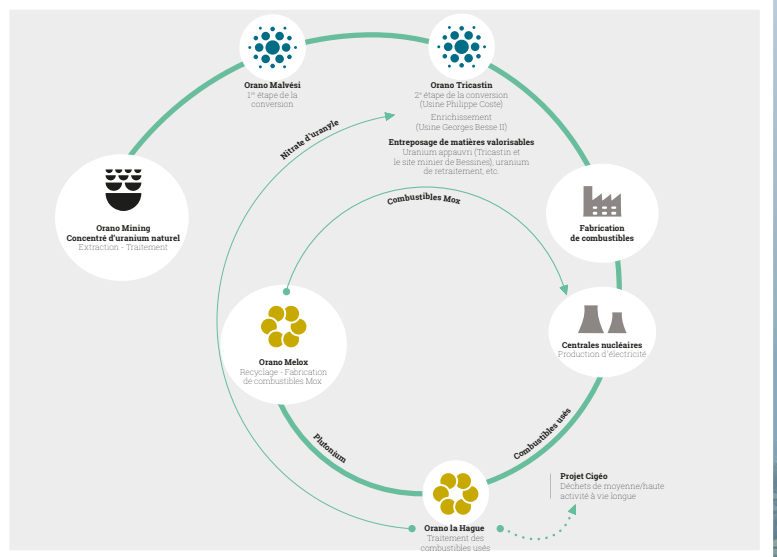 Orano Malvési
1re étape de la
conversion
Orano Tricastin
2e étape de la conversion
(Usine Philippe Coste)
Enrichissement
(Usine Georges Besse II)
Entreposage de matières valorisables
Uranium appauvri (Tricastin et
le site minier de Bessines), uranium
de retraitement, etc.
Nitrate d'uranyle
Combustibles Mox
Orano Mining
Concentré d'uranium naturel
Extraction - Traitement
Fabrication
de combustibles
Centrales nucléaires
Production d'électricité
Orano Melox
Recyclage - Fabrication
de combustibles Mox
Plutonium
Combustibles usés
Projet Cigéo
Déchets de moyenne/haute
activité à vie longue
Orano la Hague
Traitement des
combustibles usés